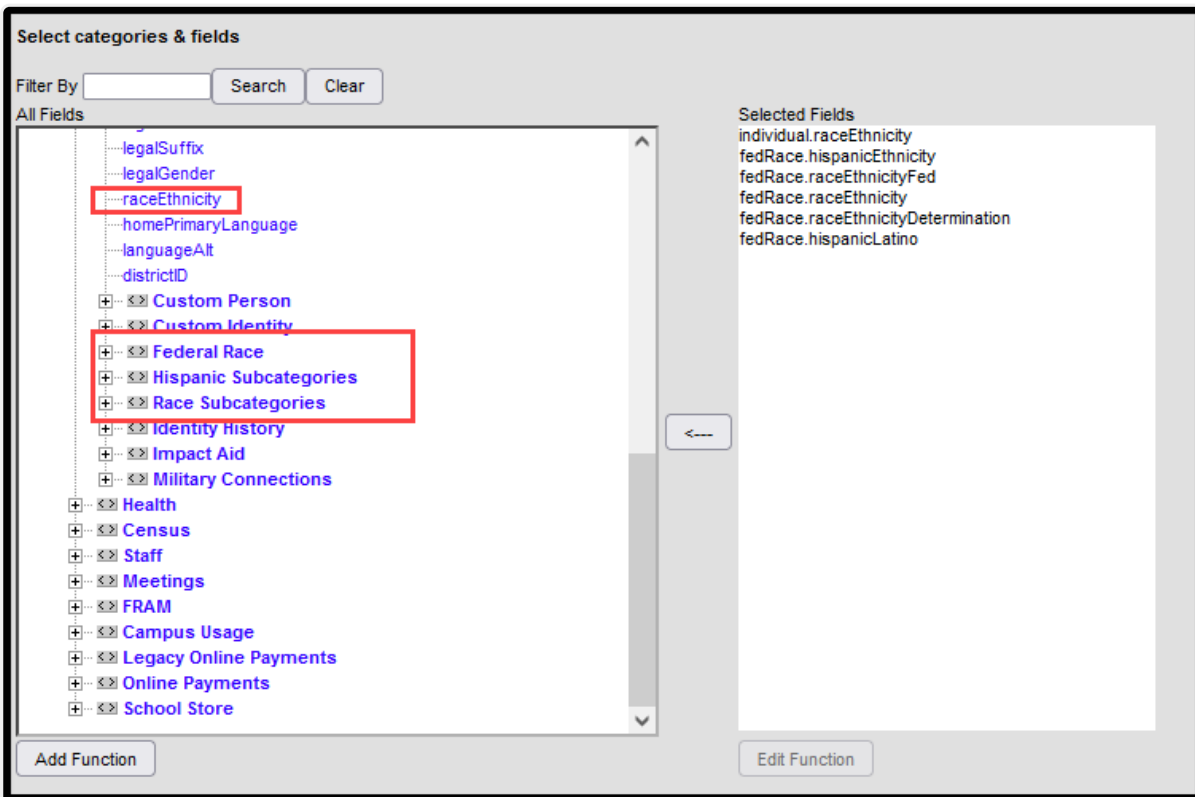 Select categories & fields
Filter By
Search
Clear
All Fields
legalSuffix
legalGender
raceEthnicity
homePrimaryLanguage
languageAlt
districtID
Custom Person
Custom Identity
Federal Race
Hispanic Subcategories
Race Subcategories
Identity History
Impact Aid
Military Connections
Health
Census
Staff
Meetings
FRAM
Campus Usage
Legacy Online Payments
Online Payments
School Store
Add Function
<---
Selected Fields
individual.raceEthnicity
fedRace.hispanicEthnicity
fedRace.raceEthnicityFed
fedRace.raceEthnicity
fedRace.raceEthnicityDetermination
fedRace.hispanicLatino
Edit Function